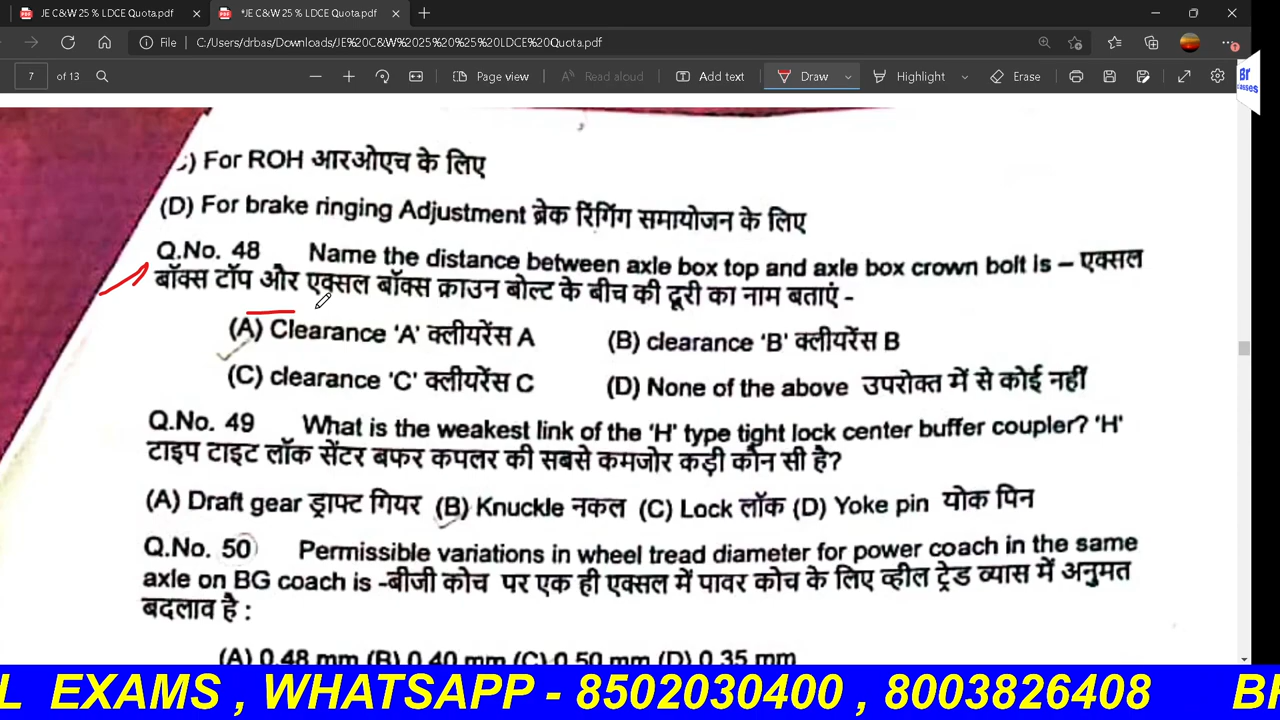 JE C&W 25 % LDCE Quota.pdf
*JE C&W 25 % LDCE Quota.pdf
File C:/Users/drbas/Downloads/JE%20C&W%2025%20%25%20LDCE%20Quota.pdf
7 of 13 Page view Read aloud Add text Draw Highlight Erase
Br
asses
) For ROH आरओएच के लिए
(D) For brake ringing Adjustment ब्रेक रिंगिंग समायोजन के लिए
Q.No. 48 Name the distance between axle box top and axle box crown bolt is – एक्सल
बॉक्स टॉप और एक्सल बॉक्स क्राउन बोल्ट के बीच की दूरी का नाम बताएं -
(A) Clearance 'A' क्लीयरेंस A (B) clearance 'B' क्लीयरेंस B
(C) clearance 'C' क्लीयरेंस C (D) None of the above उपरोक्त में से कोई नहीं
Q.No. 49 What is the weakest link of the 'H' type tight lock center buffer coupler? 'H'
टाइप टाइट लॉक सेंटर बफर कपलर की सबसे कमजोर कड़ी कौन सी है?
(A) Draft gear ड्राफ्ट गियर (B) Knuckle नकल (C) Lock लॉक (D) Yoke pin योक पिन
Q.No. 50 Permissible variations in wheel tread diameter for power coach in the same
axle on BG coach is -बीजी कोच पर एक ही एक्सल में पावर कोच के लिए व्हील ट्रेड व्यास में अनुमत
बदलाव है :
(A) 0.48 mm (B) 0.40 mm (C) 0.50 mm (D) 0.35 mm
L EXAMS , WHATSAPP - 8502030400 , 8003826408 BR